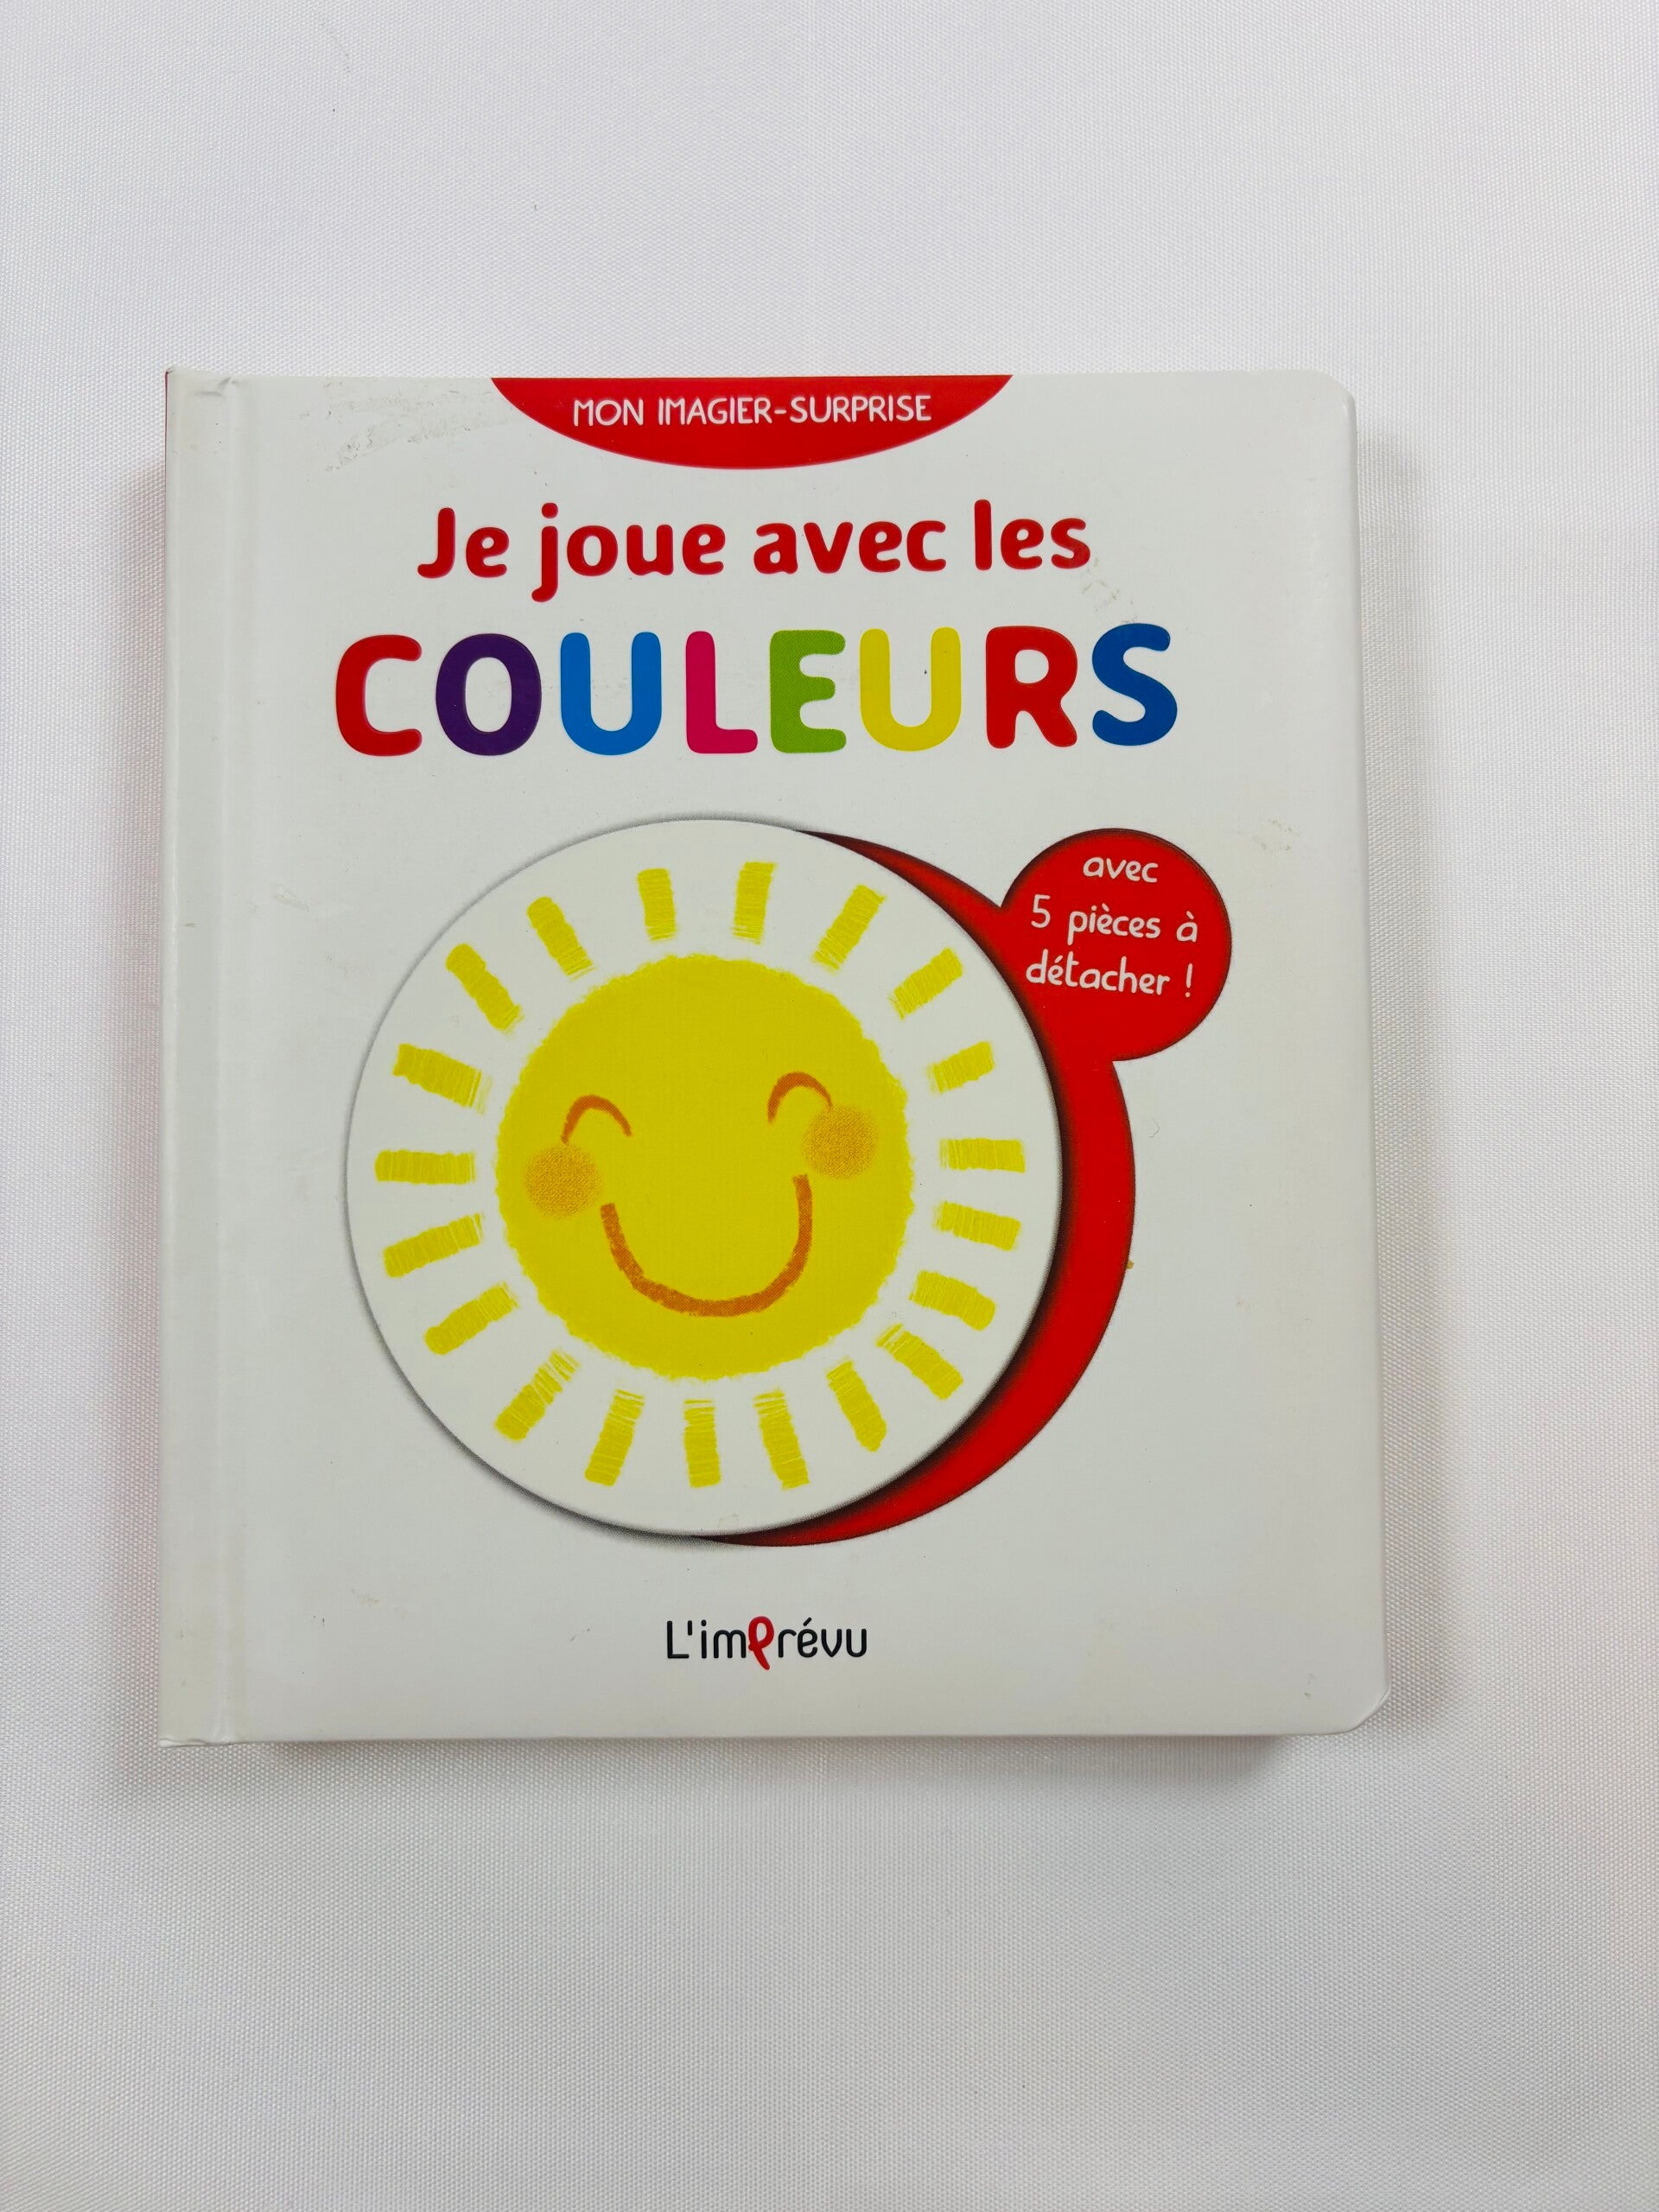 MON IMAGIER-SURPRISE
Je joue avec les
COULEURS
avec
5 pièces à
détacher !
L'imprévu